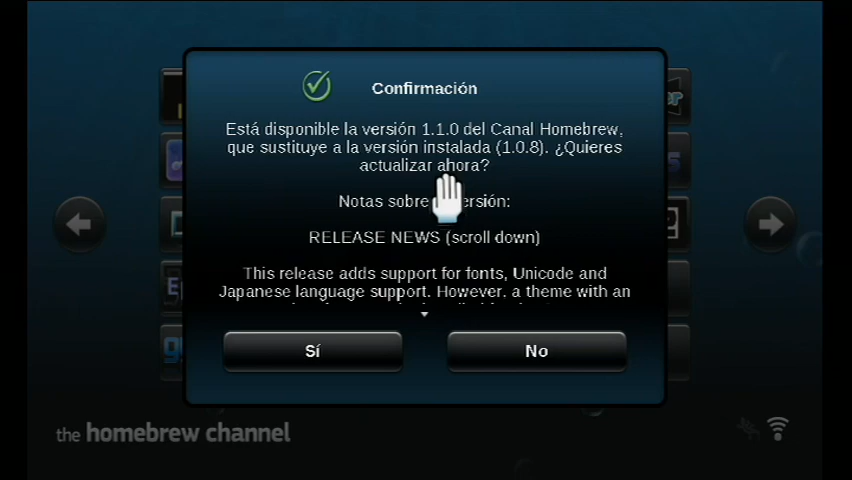 Confirmación
Está disponible la versión 1.1.0 del Canal Homebrew,
que sustituye a la versión instalada (1.0.8). ¿Quieres
actualizar ahora?
Notas sobre versión:
RELEASE NEWS (scroll down)
This release adds support for fonts, Unicode and
Japanese language support. However, a theme with an
Sí
No
the homebrew channel